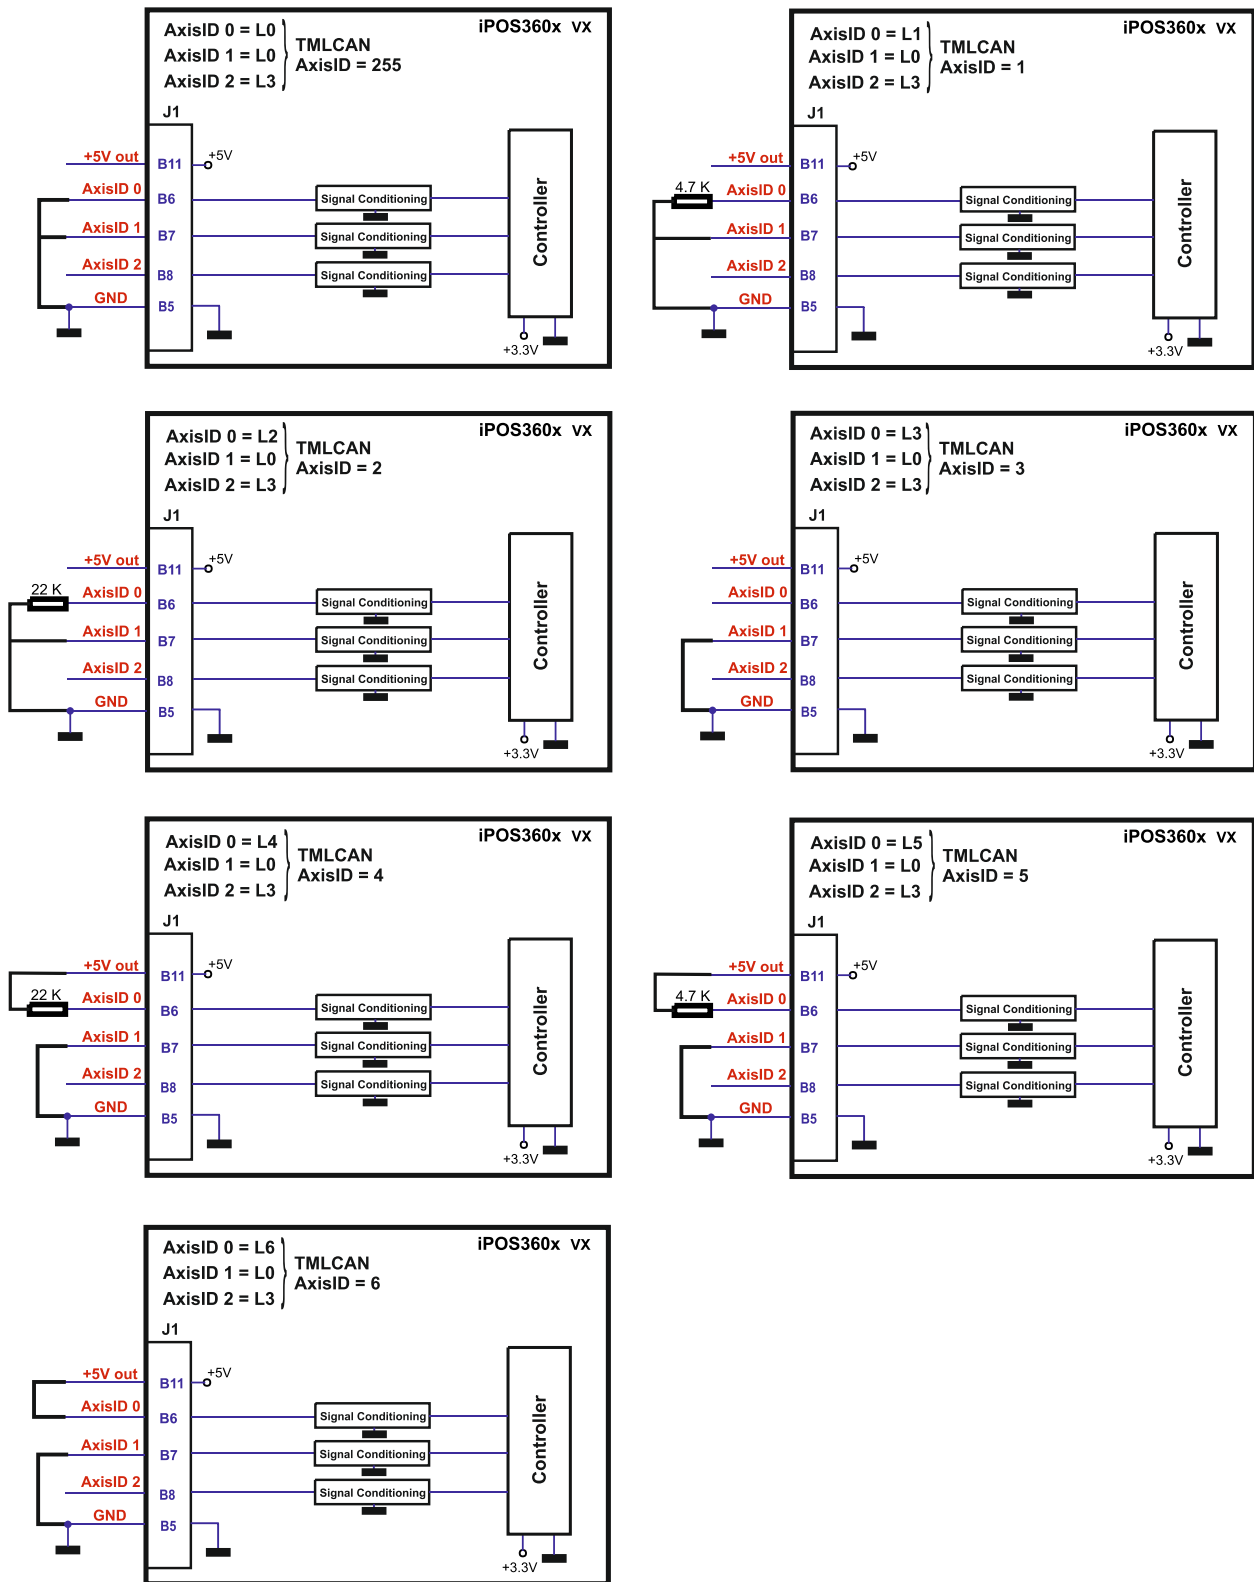 AxisID 0 = L0
AxisID 1 = L0
AxisID 2 = L3
TMLCAN
AxisID = 255
iPOS360x VX
J1
+5V out
B11
+5V
AxisID 0
B6
Signal Conditioning
AxisID 1
B7
Signal Conditioning
AxisID 2
B8
Signal Conditioning
GND
B5
Controller
+3.3V
AxisID 0 = L1
AxisID 1 = L0
AxisID 2 = L3
TMLCAN
AxisID = 1
iPOS360x VX
J1
+5V out
B11
+5V
4.7 K
AxisID 0
B6
Signal Conditioning
AxisID 1
B7
Signal Conditioning
AxisID 2
B8
Signal Conditioning
GND
B5
Controller
+3.3V
AxisID 0 = L2
AxisID 1 = L0
AxisID 2 = L3
TMLCAN
AxisID = 2
iPOS360x VX
J1
+5V out
B11
+5V
22 K
AxisID 0
B6
Signal Conditioning
AxisID 1
B7
Signal Conditioning
AxisID 2
B8
Signal Conditioning
GND
B5
Controller
+3.3V
AxisID 0 = L3
AxisID 1 = L0
AxisID 2 = L3
TMLCAN
AxisID = 3
iPOS360x VX
J1
+5V out
B11
+5V
AxisID 0
B6
Signal Conditioning
AxisID 1
B7
Signal Conditioning
AxisID 2
B8
Signal Conditioning
GND
B5
Controller
+3.3V
AxisID 0 = L4
AxisID 1 = L0
AxisID 2 = L3
TMLCAN
AxisID = 4
iPOS360x VX
J1
+5V out
B11
+5V
22 K
AxisID 0
B6
Signal Conditioning
AxisID 1
B7
Signal Conditioning
AxisID 2
B8
Signal Conditioning
GND
B5
Controller
+3.3V
AxisID 0 = L5
AxisID 1 = L0
AxisID 2 = L3
TMLCAN
AxisID = 5
iPOS360x VX
J1
+5V out
B11
+5V
4.7 K
AxisID 0
B6
Signal Conditioning
AxisID 1
B7
Signal Conditioning
AxisID 2
B8
Signal Conditioning
GND
B5
Controller
+3.3V
AxisID 0 = L6
AxisID 1 = L0
AxisID 2 = L3
TMLCAN
AxisID = 6
iPOS360x VX
J1
+5V out
B11
+5V
AxisID 0
B6
Signal Conditioning
AxisID 1
B7
Signal Conditioning
AxisID 2
B8
Signal Conditioning
GND
B5
Controller
+3.3V